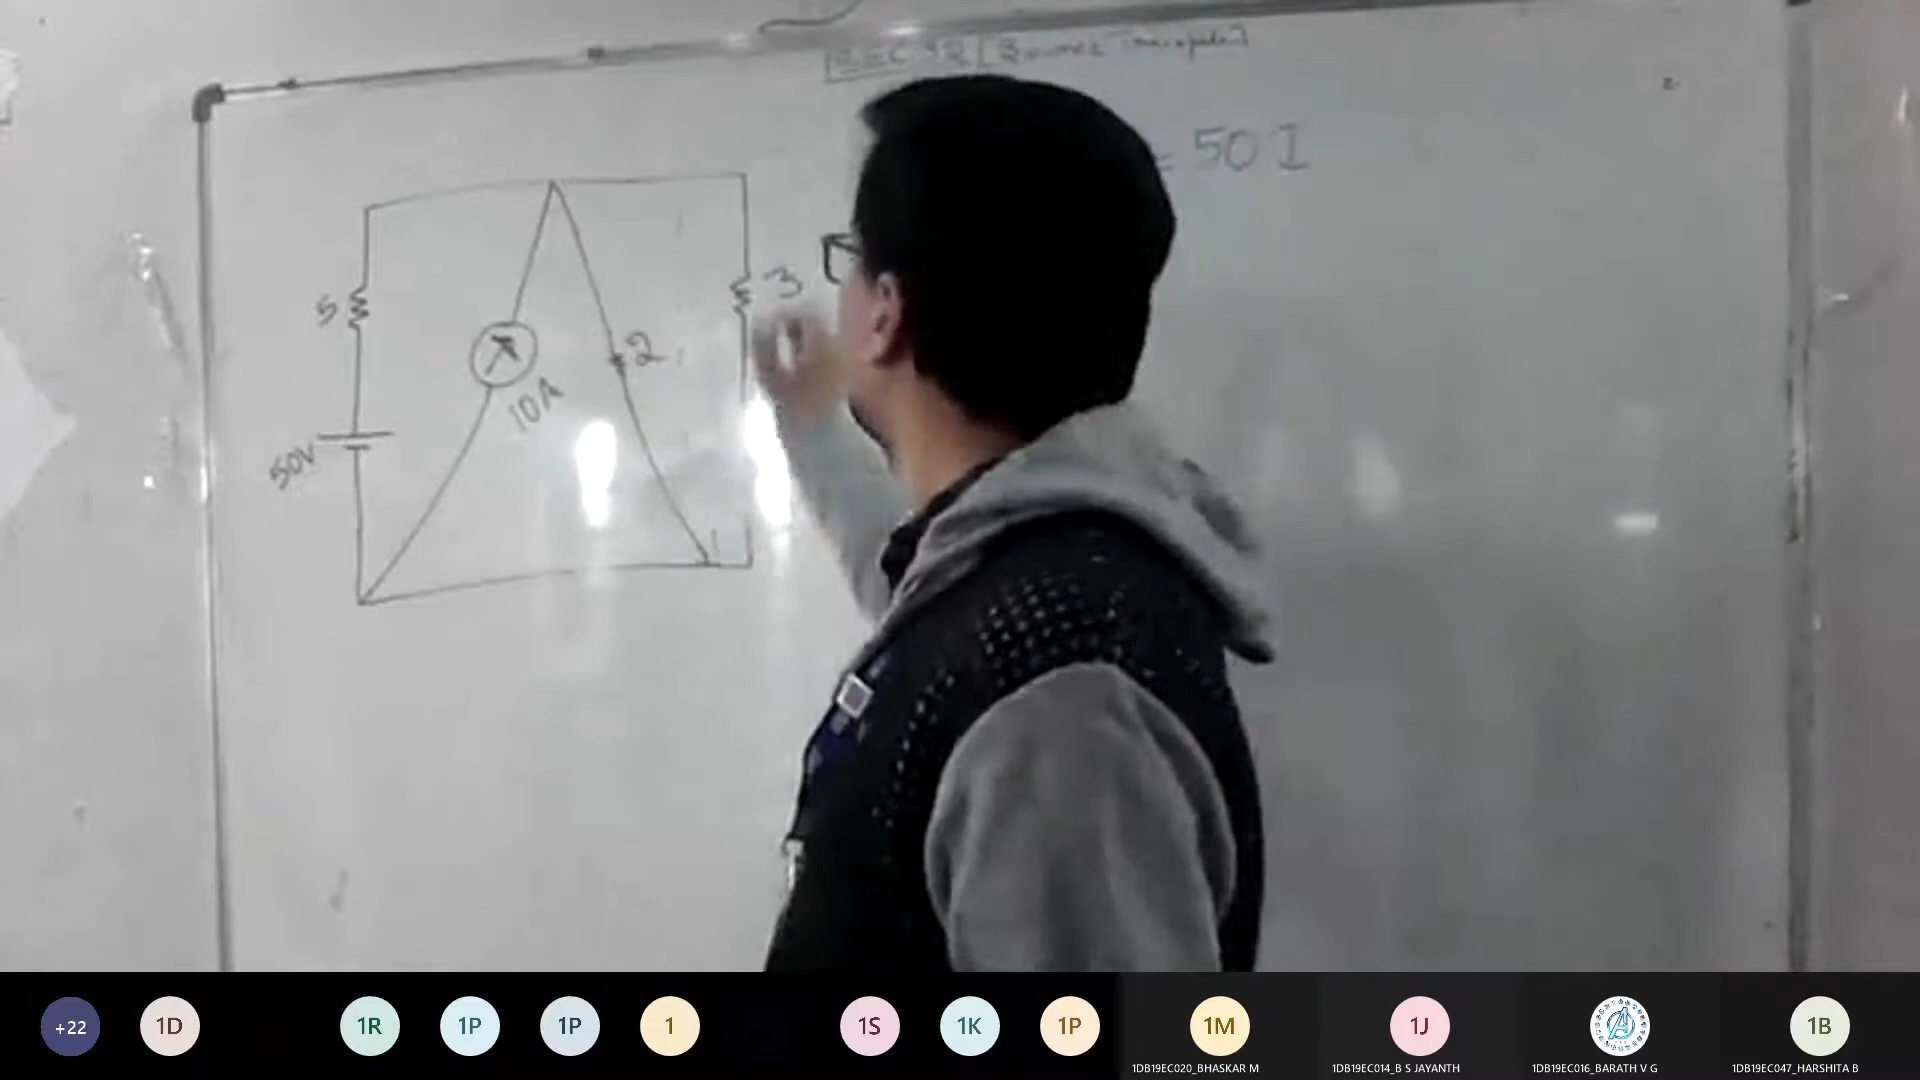 = 50 I
5
3
2
10A
50V
+22
1D
1R
1P
1P
1
1S
1K
1P
1M
1J
1B
1DB19EC020_BHASKAR M
1DB19EC014_B S JAYANTH
1DB19EC016_BARATH V G
1DB19EC047_HARSHITA B